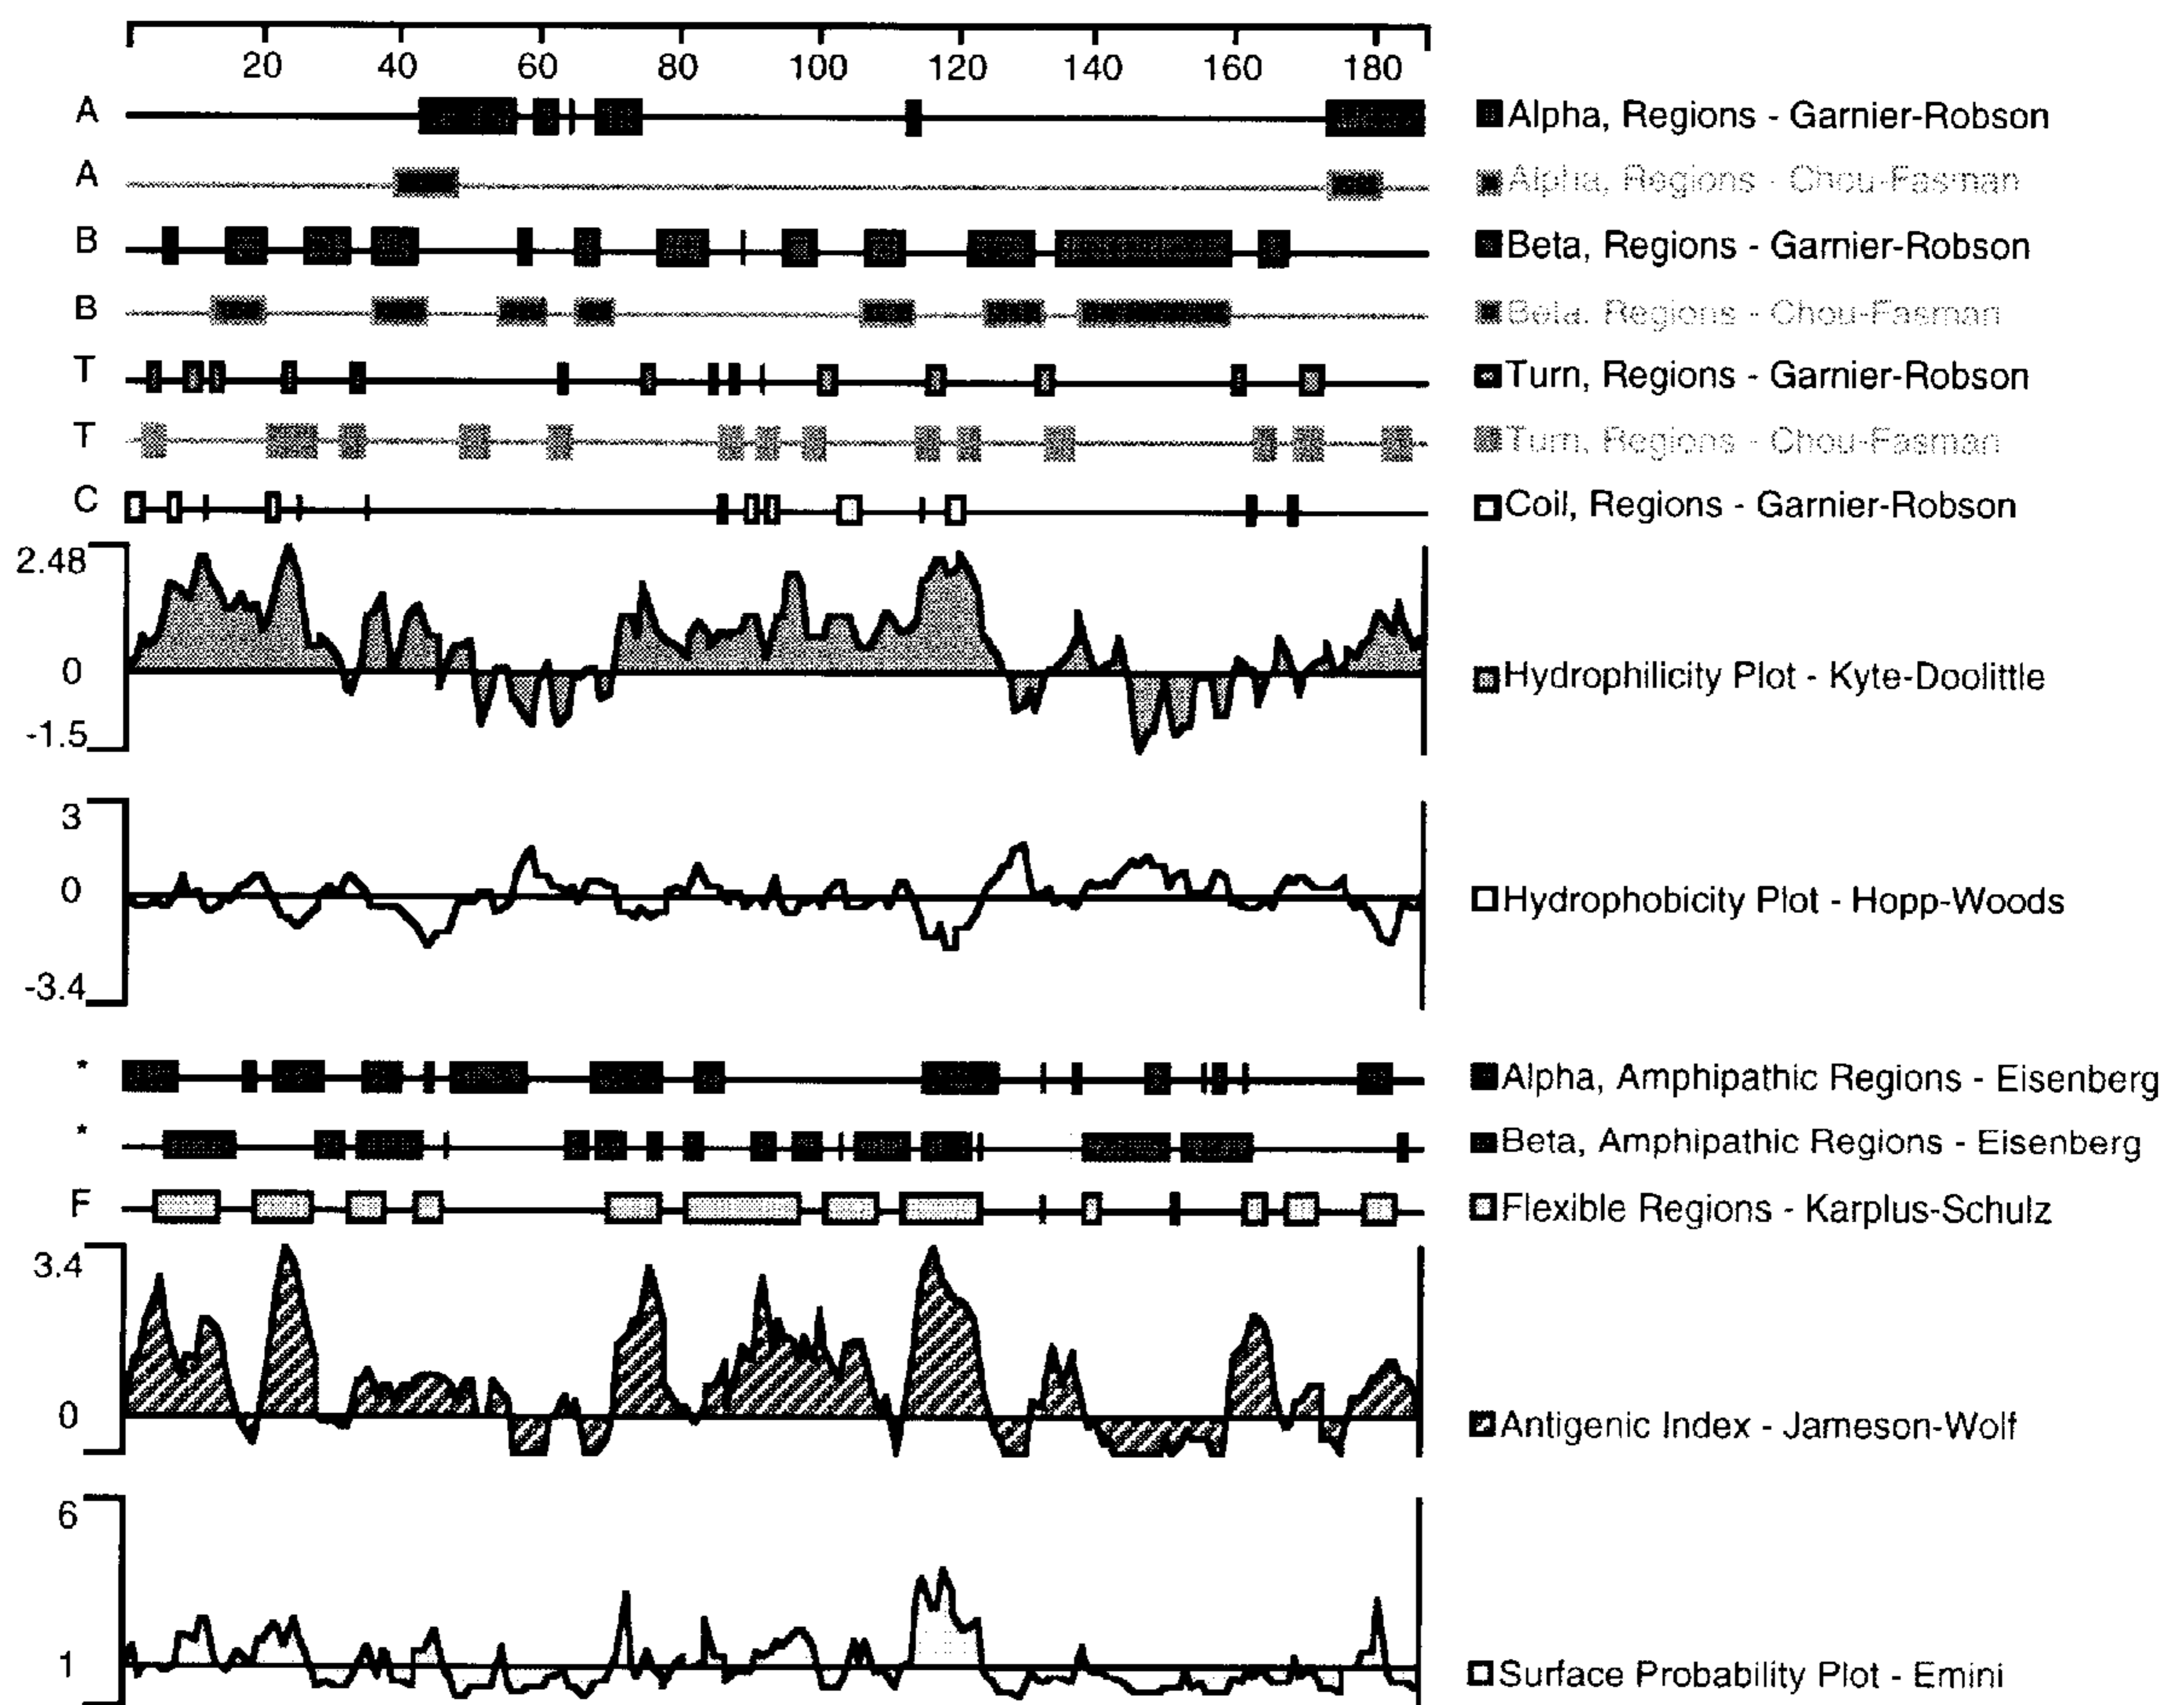 20 40 60 80 100 120 140 160 180
A Alpha, Regions - Garnier-Robson
A Alpha, Regions - Chou-Fasman
B Beta, Regions - Garnier-Robson
B Beta. Regions - Chou-Fasman
T Turn, Regions - Garnier-Robson
T Turn, Regions - Chou-Fasman
C Coil, Regions - Garnier-Robson
2.48
0 Hydrophilicity Plot - Kyte-Doolittle
-1.5
3
0 Hydrophobicity Plot - Hopp-Woods
-3.4
* Alpha, Amphipathic Regions - Eisenberg
* Beta, Amphipathic Regions - Eisenberg
F Flexible Regions - Karplus-Schulz
3.4
0 Antigenic Index - Jameson-Wolf
6
1 Surface Probability Plot - Emini